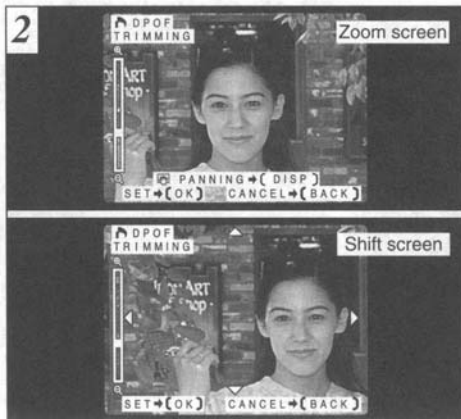 2
DPOF
TRIMMING
Zoom screen
ART
PANNING➡[ DISP ]
SET➡[OK] CANCEL➡[BACK]
DPOF
TRIMMING
Shift screen
ART
SET➡[OK] CANCEL➡[BACK]